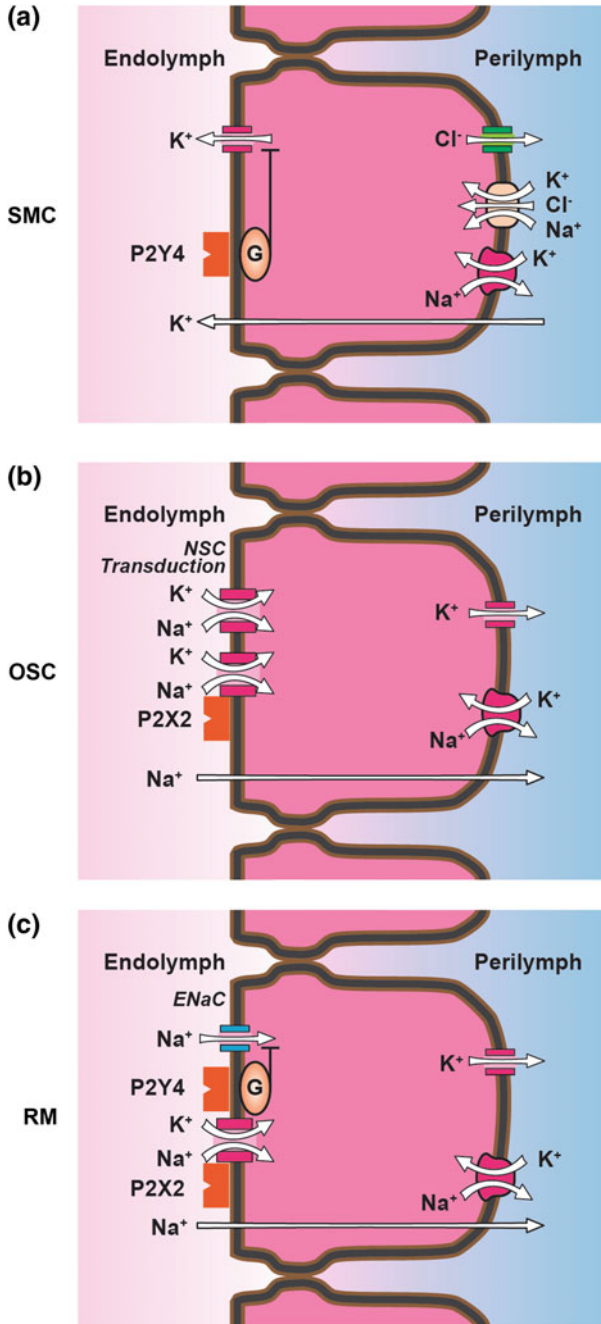 (a)
Endolymph
Perilymph
K⁺
Cl⁻
K⁺
Cl⁻
Na⁺
SMC
P2Y4
G
K⁺
Na⁺
K⁺
(b)
Endolymph
Perilymph
NSC
Transduction
K⁺
K⁺
Na⁺
K⁺
Na⁺
OSC
P2X2
K⁺
Na⁺
Na⁺
(c)
Endolymph
Perilymph
ENaC
Na⁺
K⁺
P2Y4
G
RM
K⁺
Na⁺
K⁺
P2X2
Na⁺
Na⁺